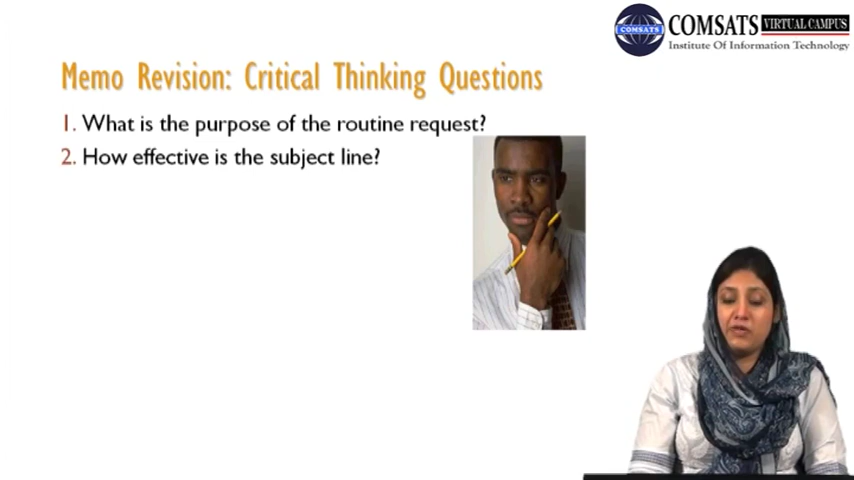 COMSATS VIRTUAL CAMPUS
COMSATS
Institute Of Information Technology
Memo Revision: Critical Thinking Questions
1. What is the purpose of the routine request?
2. How effective is the subject line?